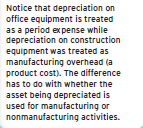 Notice that depreciation on
office equipment is treated
as a period expense while
depreciation on construction
equipment was treated as
manufacturing overhead (a
product cost). The difference
has to do with whether the
asset being depreciated is
used for manufacturing or
nonmanufacturing activities.